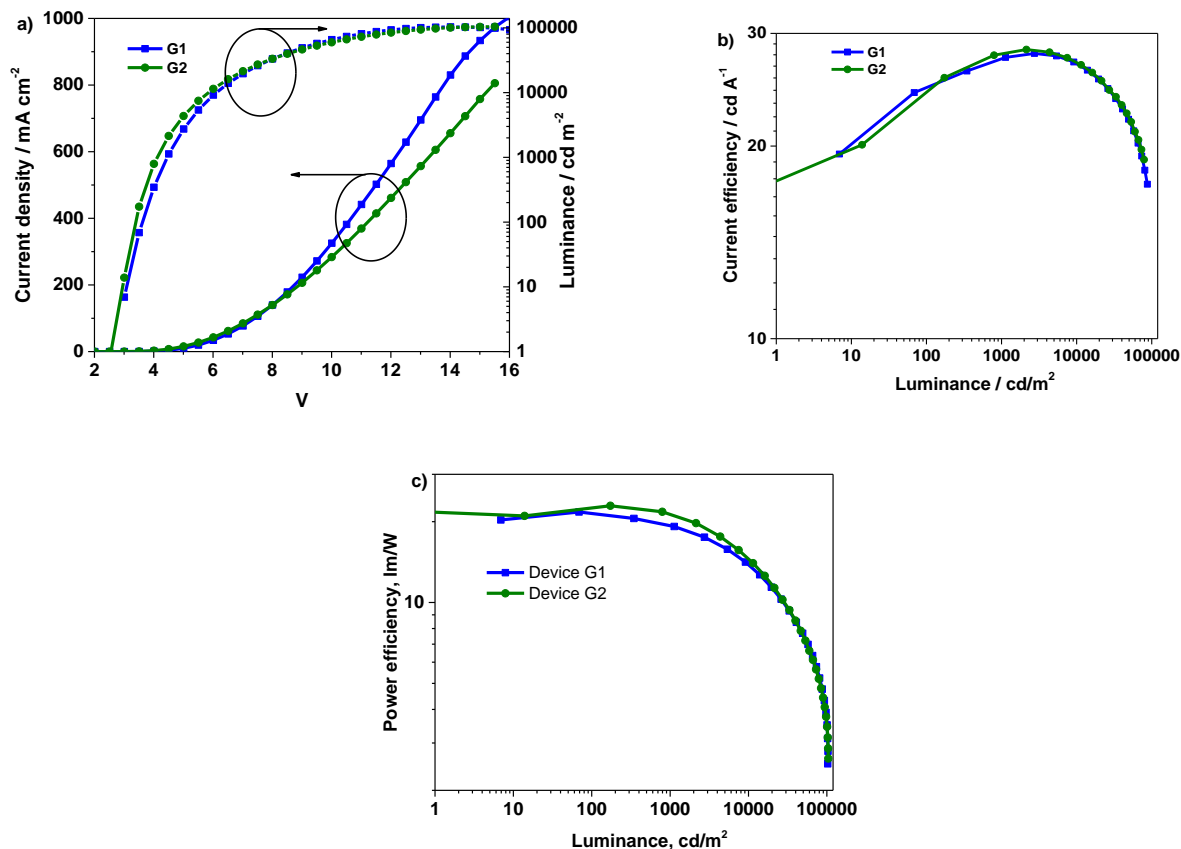 a)
G1
G2
Current density / mA cm-2
1000
800
600
400
200
0
2 4 6 8 10 12 14 16
V
100000
10000
1000
100
10
1
Luminance / cd m-2
b)
G1
G2
Current efficiency / cd A-1
30
20
10
1 10 100 1000 10000 100000
Luminance / cd/m2
c)
Device G1
Device G2
Power efficiency, lm/W
10
1 10 100 1000 10000 100000
Luminance, cd/m2